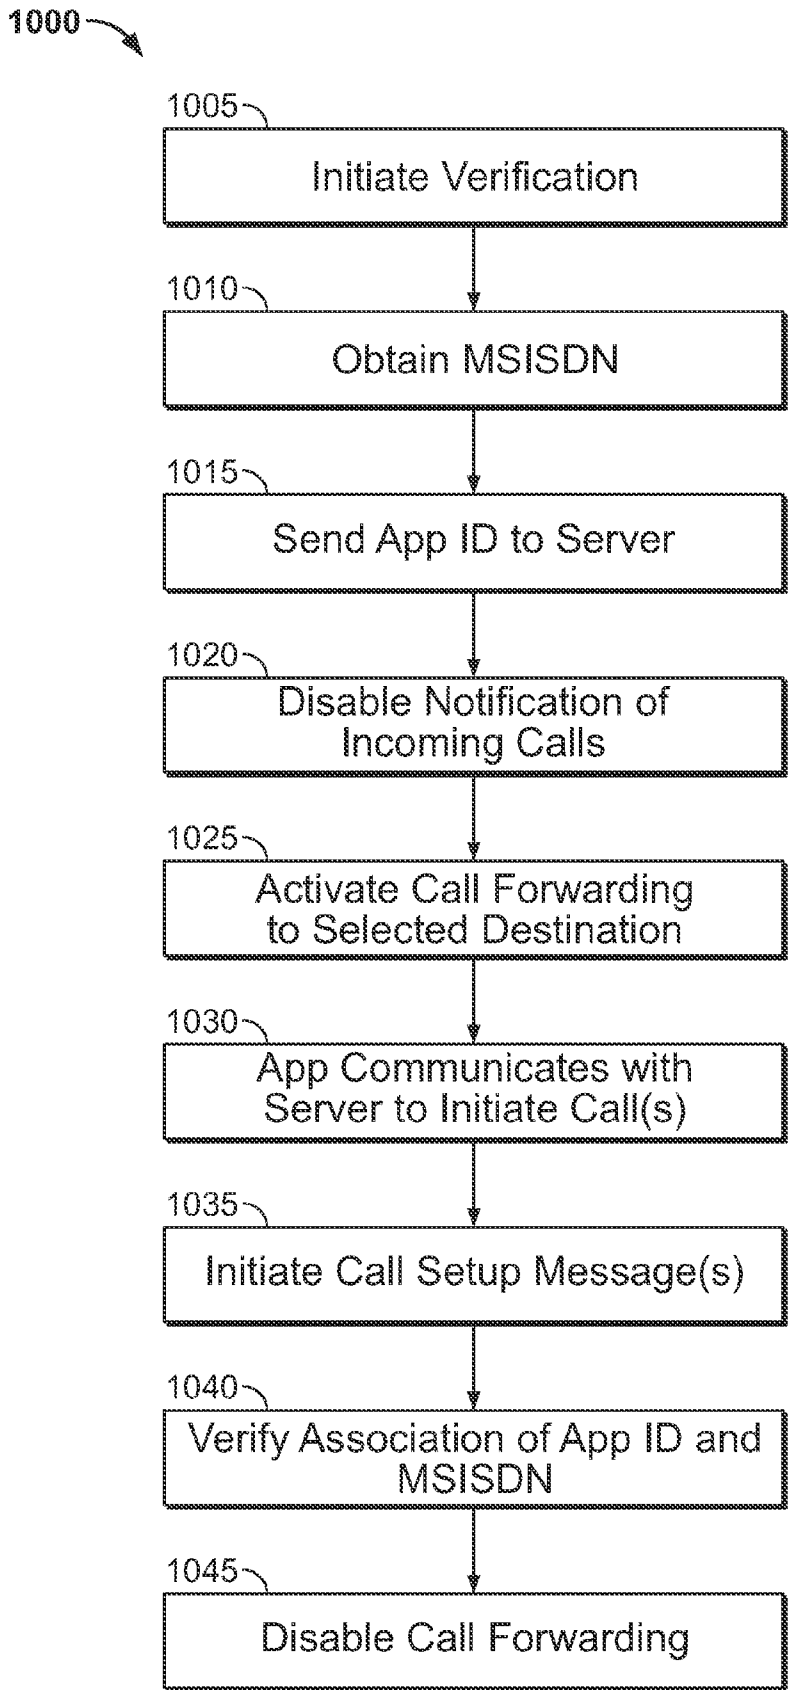 1000
1005
Initiate Verification
1010
Obtain MSISDN
1015
Send App ID to Server
1020
Disable Notification of
Incoming Calls
1025
Activate Call Forwarding
to Selected Destination
1030
App Communicates with
Server to Initiate Call(s)
1035
Initiate Call Setup Message(s)
1040
Verify Association of App ID and
MSISDN
1045
Disable Call Forwarding